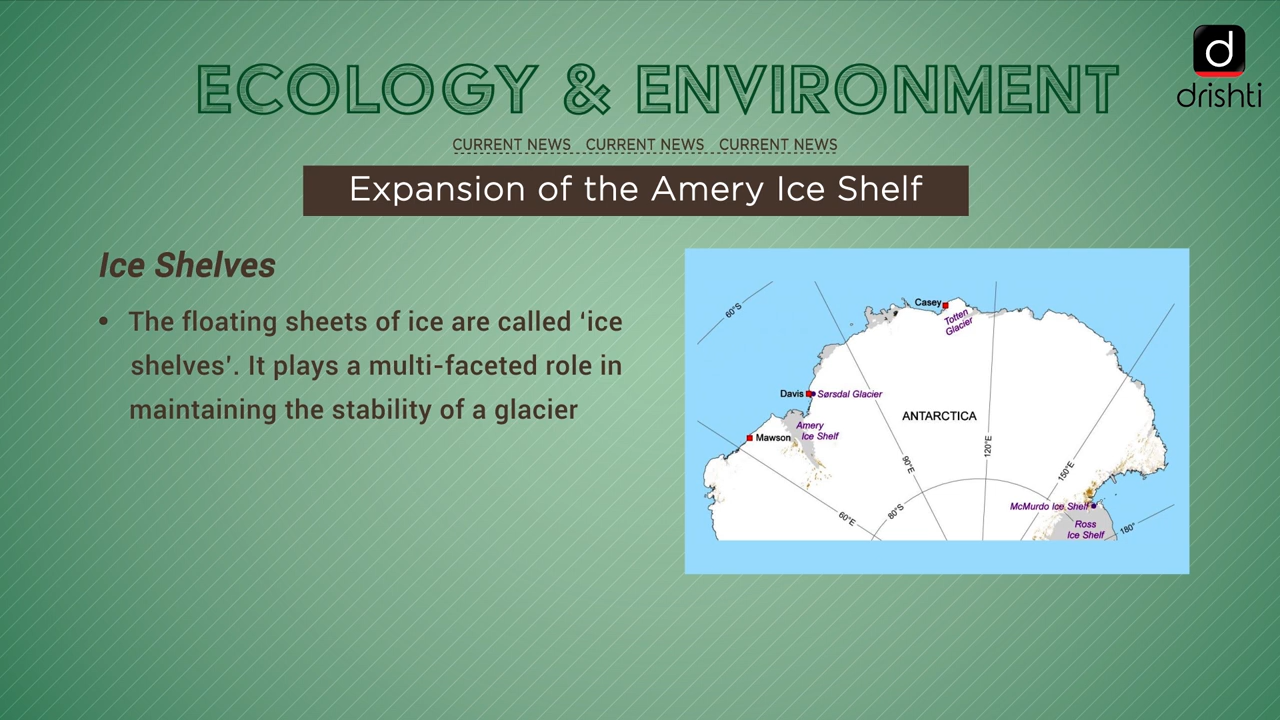 ECOLOGY & ENVIRONMENT
d
drishti
CURRENT NEWS CURRENT NEWS CURRENT NEWS
Expansion of the Amery Ice Shelf
Ice Shelves
• The floating sheets of ice are called ‘ice
shelves’. It plays a multi-faceted role in
maintaining the stability of a glacier
60°S
Casey
Totten
Glacier
Davis
Sørsdal Glacier
ANTARCTICA
Amery
Ice Shelf
Mawson
90°E
120°E
150°E
60°E
80°S
McMurdo Ice Shelf
Ross
Ice Shelf
180°